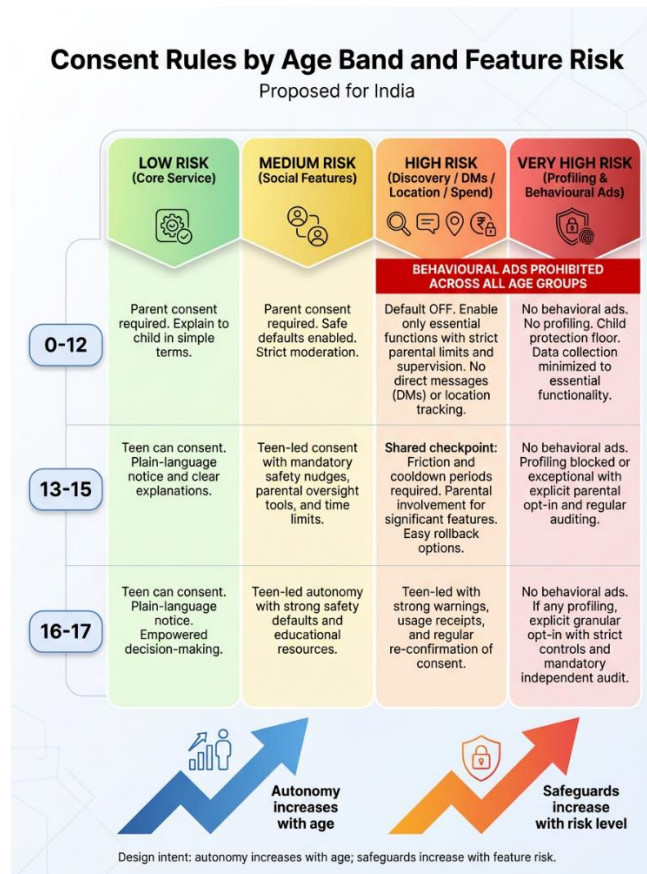 Consent Rules by Age Band and Feature Risk
Proposed for India
LOW RISK
(Core Service)
MEDIUM RISK
(Social Features)
HIGH RISK
(Discovery / DMs /
Location / Spend)
VERY HIGH RISK
(Profiling &
Behavioural Ads)
BEHAVIOURAL ADS PROHIBITED
ACROSS ALL AGE GROUPS
0-12
Parent consent
required. Explain to
child in simple
terms.
Parent consent
required. Safe
defaults enabled.
Strict moderation.
Default OFF. Enable
only essential
functions with strict
parental limits and
supervision. No
direct messages
(DMs) or location
tracking.
No behavioral ads.
No profiling. Child
protection floor.
Data collection
minimized to
essential
functionality.
13-15
Teen can consent.
Plain-language
notice and clear
explanations.
Teen-led consent
with mandatory
safety nudges,
parental oversight
tools, and time
limits.
Shared checkpoint:
Friction and
cooldown periods
required. Parental
involvement for
significant features.
Easy rollback
options.
No behavioral ads.
Profiling blocked or
exceptional with
explicit parental
opt-in and regular
auditing.
16-17
Teen can consent.
Plain-language
notice.
Empowered
decision-making.
Teen-led autonomy
with strong safety
defaults and
educational
resources.
Teen-led with
strong warnings,
usage receipts,
and regular
re-confirmation of
consent.
No behavioral ads.
If any profiling,
explicit granular
opt-in with strict
controls and
mandatory
independent audit.
Autonomy
increases
with age
Safeguards
increase
with risk level
Design intent: autonomy increases with age; safeguards increase with feature risk.